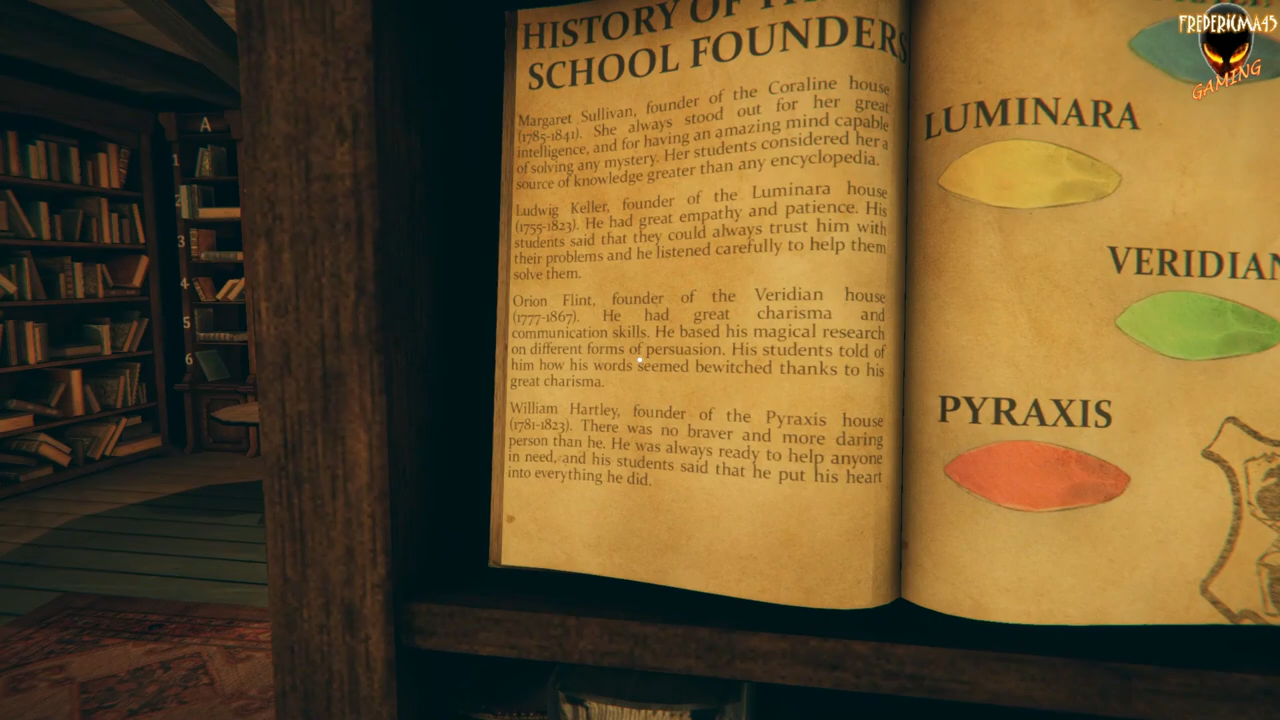 HISTORY OF
SCHOOL FOUNDERS
Margaret Sullivan, founder of the Coraline house
(1785-1841). She always stood out for her great
intelligence, and for having an amazing mind capable
of solving any mystery. Her students considered her a
source of knowledge greater than any encyclopedia.
Ludwig Keller, founder of the Luminara house
(1755-1823). He had great empathy and patience. His
students said that they could always trust him with
their problems and he listened carefully to help them
solve them.
Orion Flint, founder of the Veridian house
(1777-1867). He had great charisma and
communication skills. He based his magical research
on different forms of persuasion. His students told of
him how his words seemed bewitched thanks to his
great charisma.
William Hartley, founder of the Pyraxis house
(1781-1823). There was no braver and more daring
person than he. He was always ready to help anyone
in need, and his students said that he put his heart
into everything he did.
LUMINARA
VERIDIAN
PYRAXIS
A
1
2
3
4
5
6
FREDERICMA45
GAMING